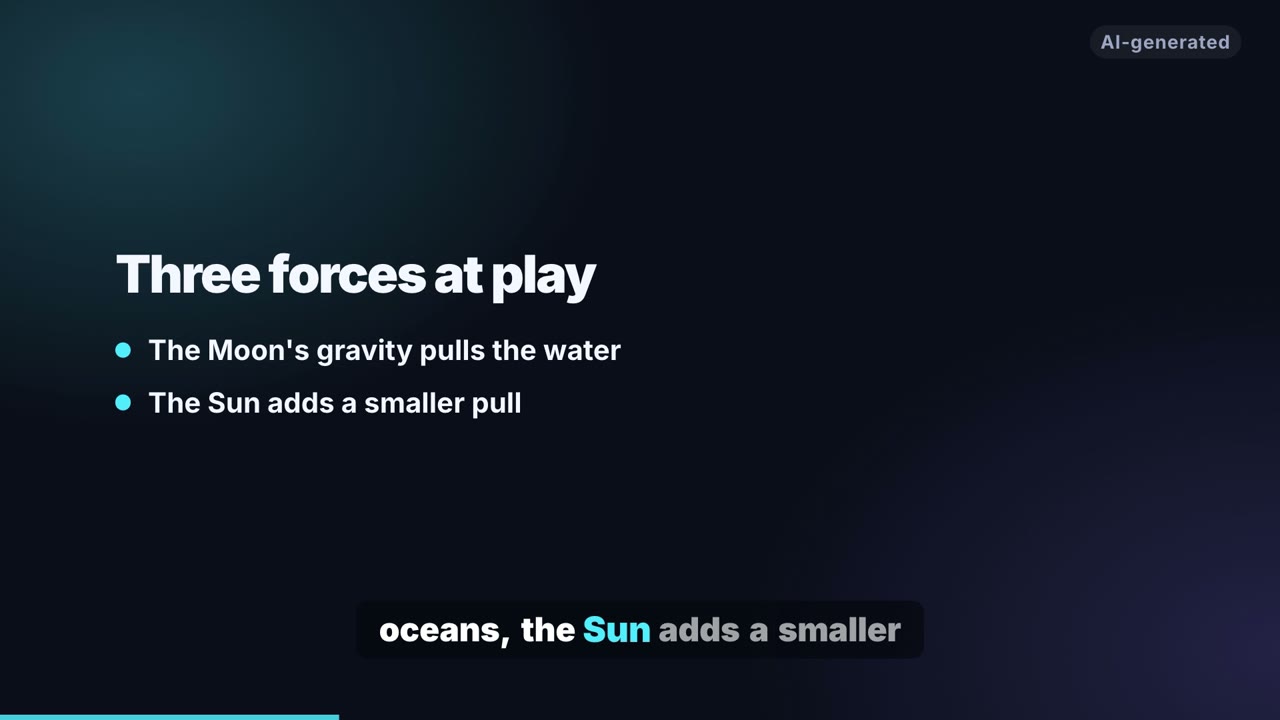 AI-generated
Three forces at play
The Moon's gravity pulls the water
The Sun adds a smaller pull
oceans, the Sun adds a smaller